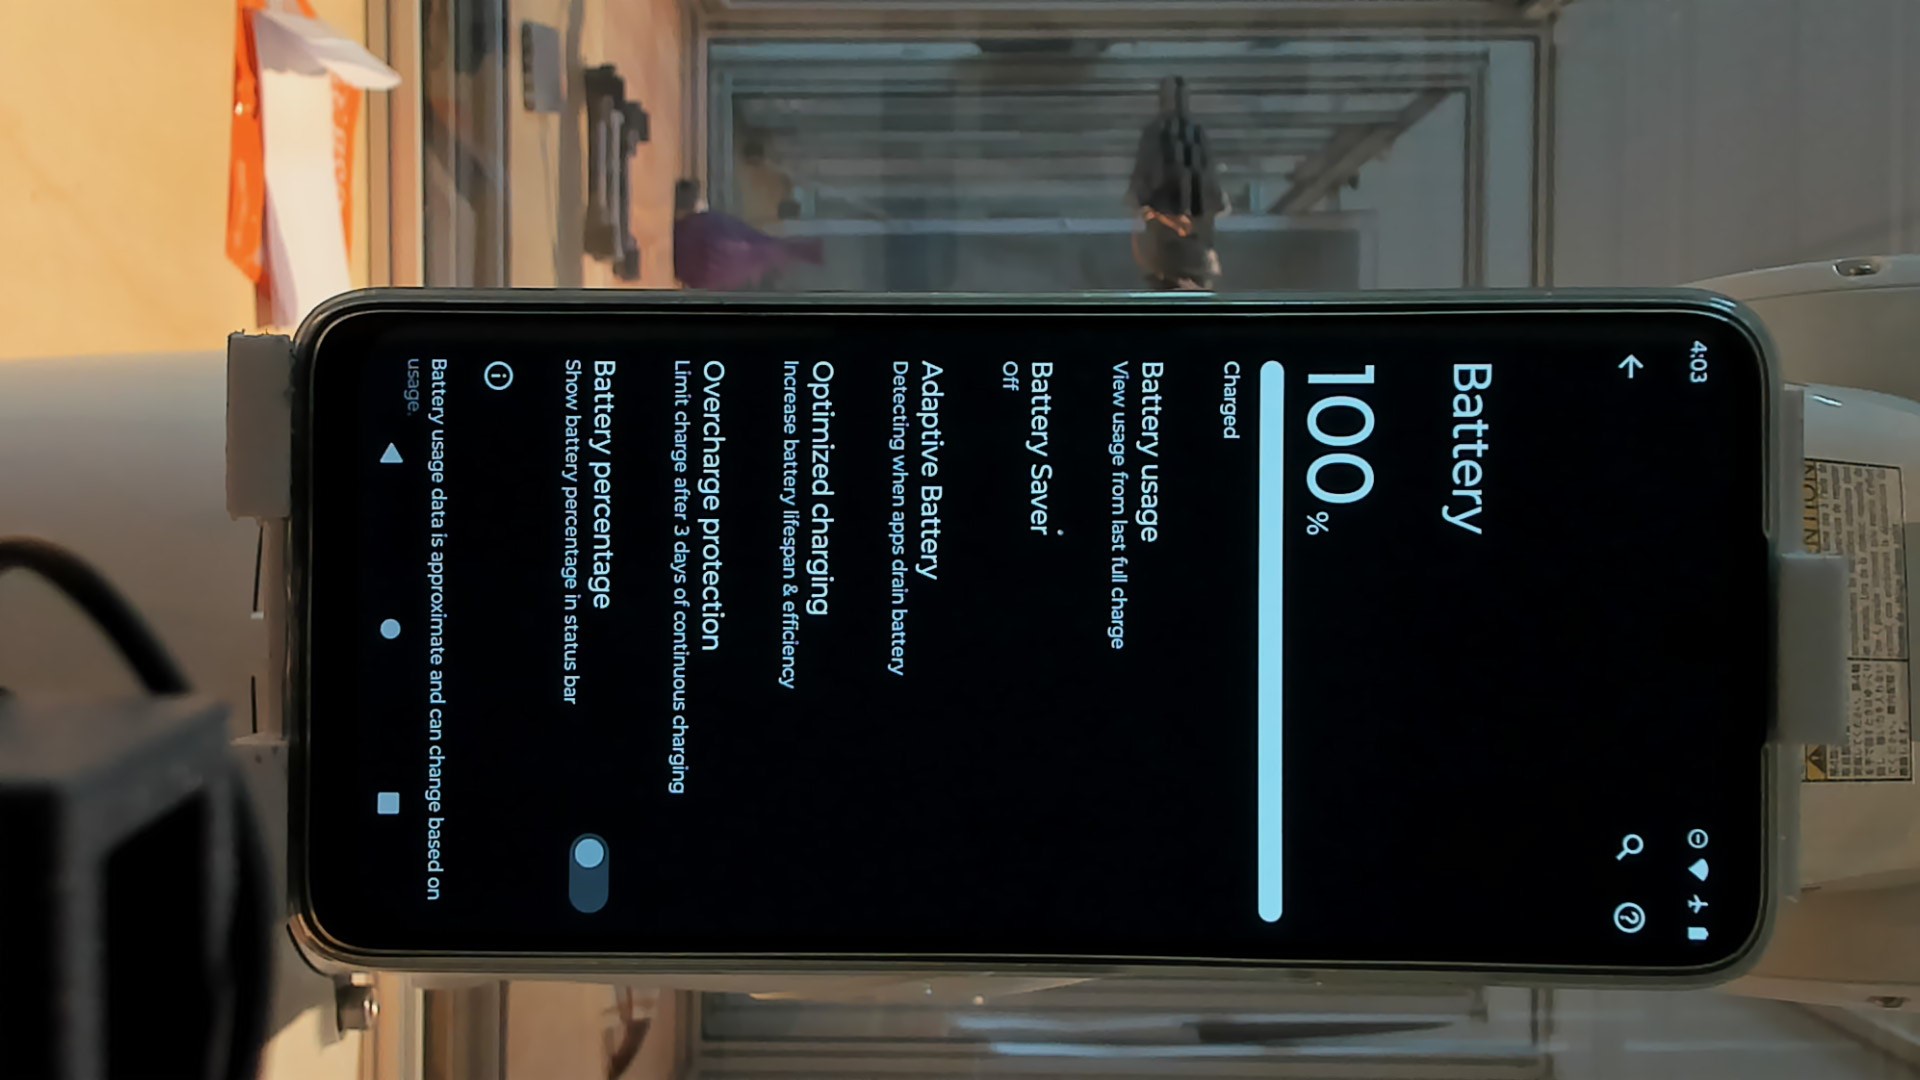 4:03
Battery
100 %
Charged
Battery usage
View usage from last full charge
Battery Saver
Off
Adaptive Battery
Detecting when apps drain battery
Optimized charging
Increase battery lifespan & efficiency
Overcharge protection
Limit charge after 3 days of continuous charging
Battery percentage
Show battery percentage in status bar
Battery usage data is approximate and can change based on
usage.